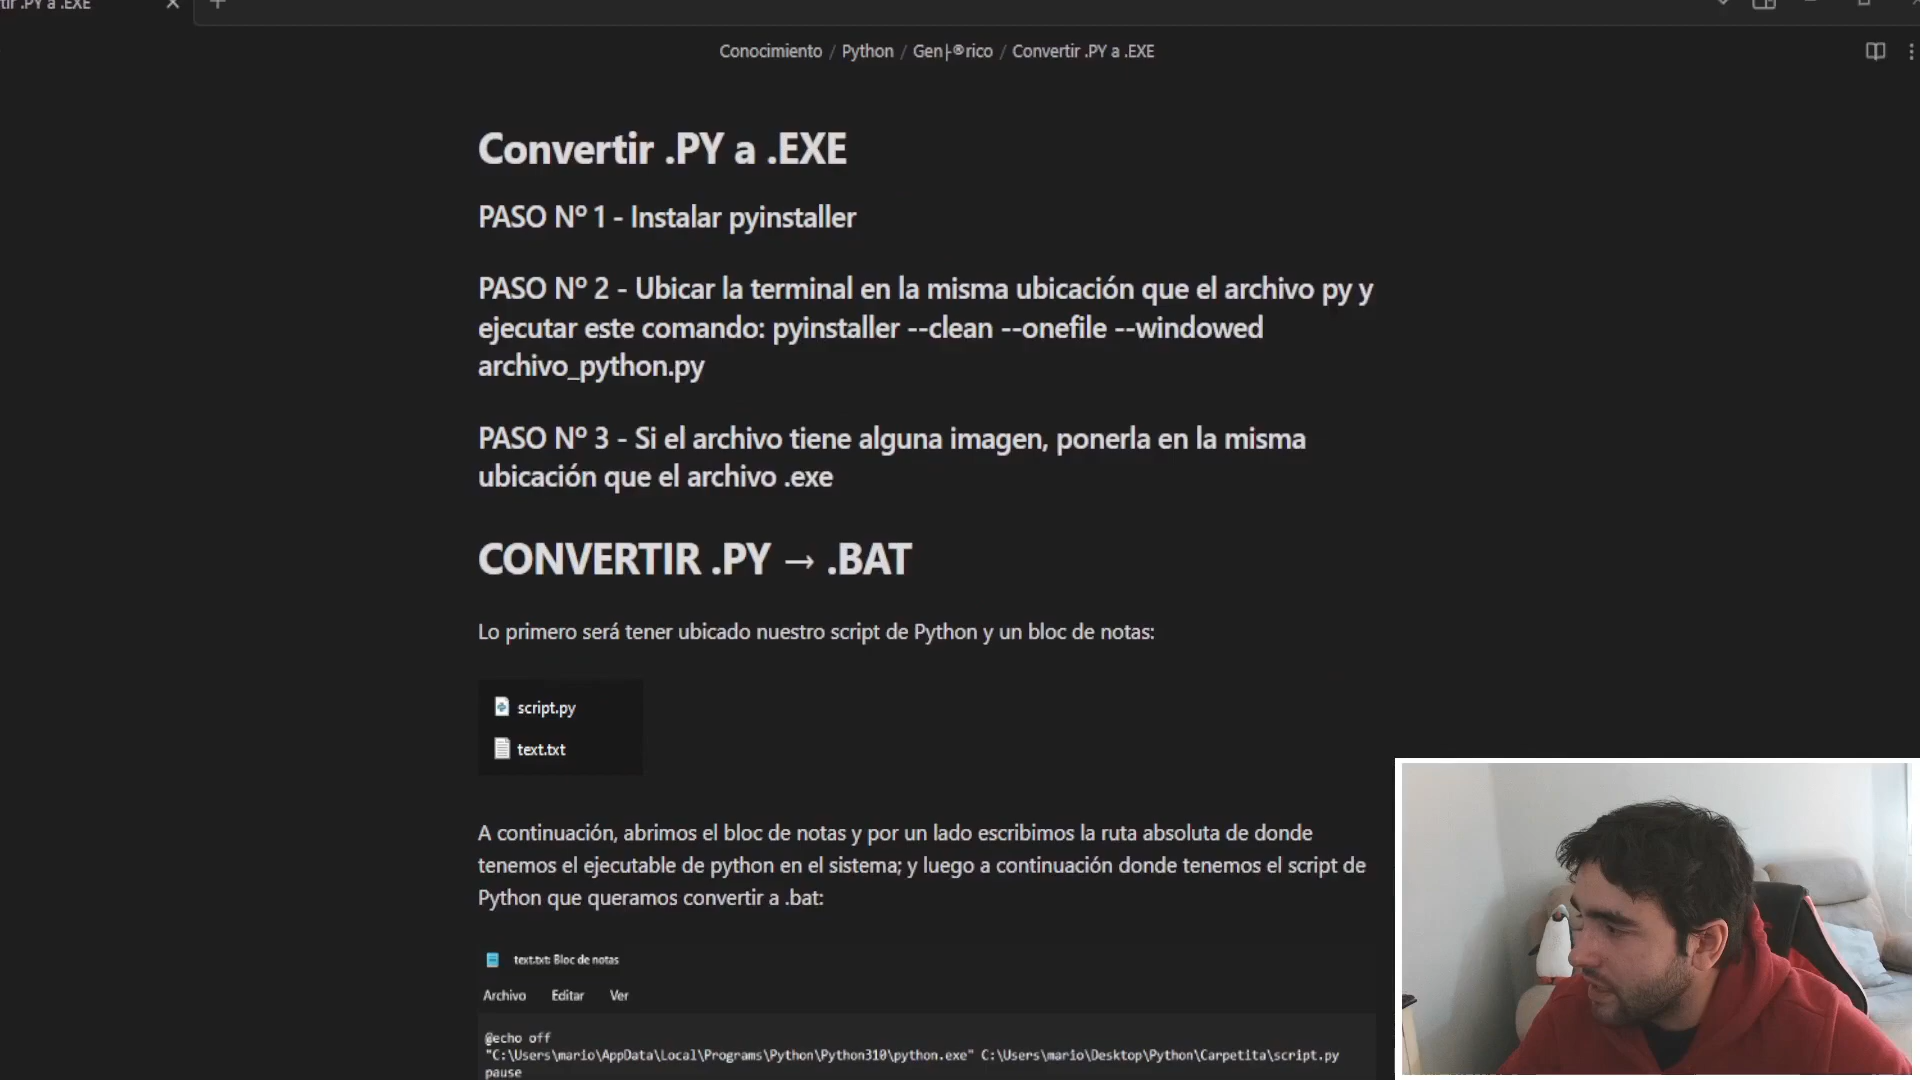 tir .PY a .EXE
Conocimiento / Python / Gen├®rico / Convertir .PY a .EXE
Convertir .PY a .EXE
PASO Nº 1 - Instalar pyinstaller
PASO Nº 2 - Ubicar la terminal en la misma ubicación que el archivo py y
ejecutar este comando: pyinstaller --clean --onefile --windowed
archivo_python.py
PASO Nº 3 - Si el archivo tiene alguna imagen, ponerla en la misma
ubicación que el archivo .exe
CONVERTIR .PY → .BAT
Lo primero será tener ubicado nuestro script de Python y un bloc de notas:
script.py
text.txt
A continuación, abrimos el bloc de notas y por un lado escribimos la ruta absoluta de donde
tenemos el ejecutable de python en el sistema; y luego a continuación donde tenemos el script de
Python que queramos convertir a .bat:
text.txt: Bloc de notas
Archivo Editar Ver
@echo off
"C:\Users\mario\AppData\Local\Programs\Python\Python310\python.exe" C:\Users\mario\Desktop\Python\Carpetita\script.py
pause